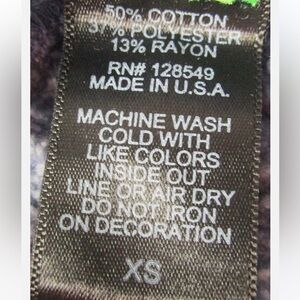 50% COTTON
37% POLYESTER
13% RAYON
RN# 128549
MADE IN U.S.A.
MACHINE WASH
COLD WITH
LIKE COLORS
INSIDE OUT
LINE OR AIR DRY
DO NOT IRON
ON DECORATION
XS